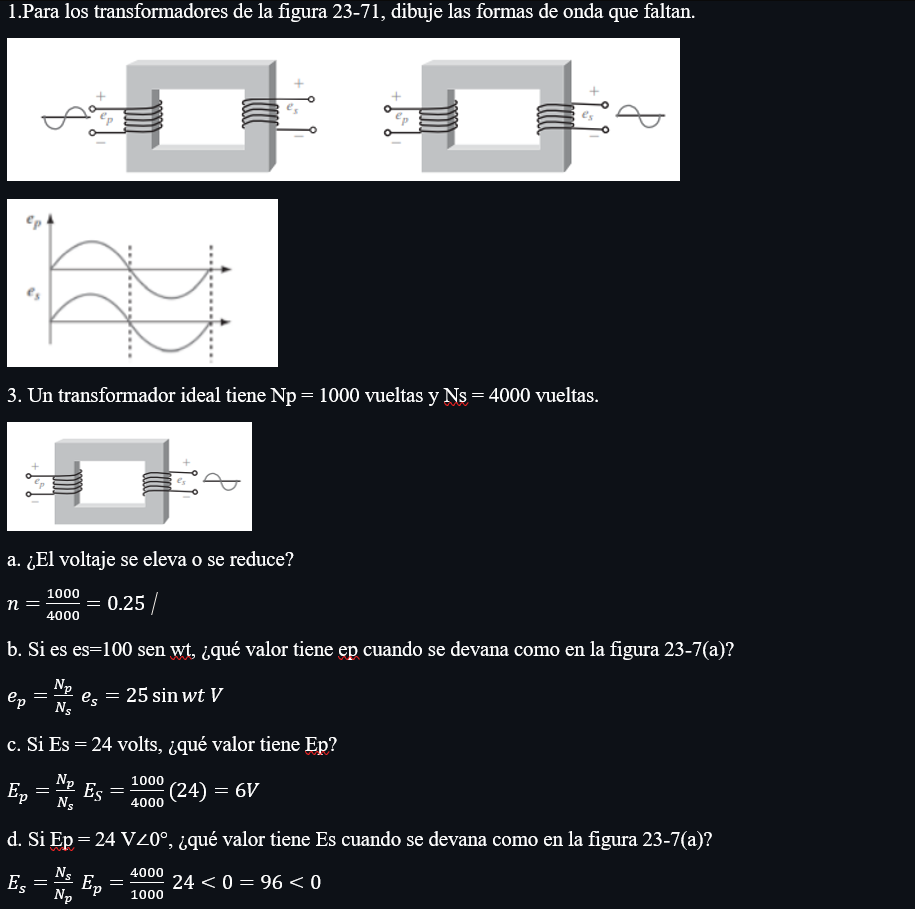 1.Para los transformadores de la figura 23-71, dibuje las formas de onda que faltan.
+ e_p − + e_s − + e_p − + e_s −
e_p
e_s
3. Un transformador ideal tiene Np = 1000 vueltas y Ns = 4000 vueltas.
+ e_p − + e_s −
a. ¿El voltaje se eleva o se reduce?
n = 1000/4000 = 0.25 /
b. Si es es=100 sen wt, ¿qué valor tiene ep cuando se devana como en la figura 23-7(a)?
e_p = N_p/N_s e_s = 25 sin wt V
c. Si Es = 24 volts, ¿qué valor tiene Ep?
E_p = N_p/N_s E_S = 1000/4000 (24) = 6V
d. Si Ep = 24 V∠0°, ¿qué valor tiene Es cuando se devana como en la figura 23-7(a)?
E_s = N_s/N_p E_p = 4000/1000 24 < 0 = 96 < 0